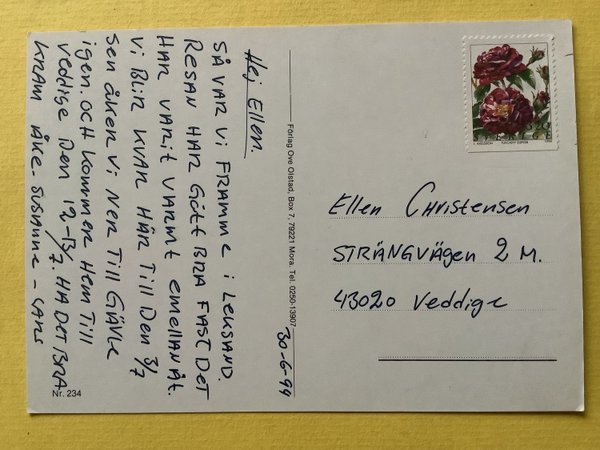 Hej Ellen.
SÅ VAR Vi FRAMME i LEKSAND.
RESAN HAR Gått BRA FAST DET
HAR VARIT VARMT emellanåt.
Vi BLIR KVAR HÄR Till Den 3/7
sen åker Vi NER Till GÄVLE
igen. och kommer Hem Till
veddige Den 12-13/7. HA DET BRA
KRAM ÅKE. SUSANNE - LARS
30-6-94
Förlag Ove Olstad, Box 7, 79221 Mora. Tel. 0250-13907
Nr. 234
Ellen Christensen
STRÄNGVÄgen 2 M.
43020 Veddige